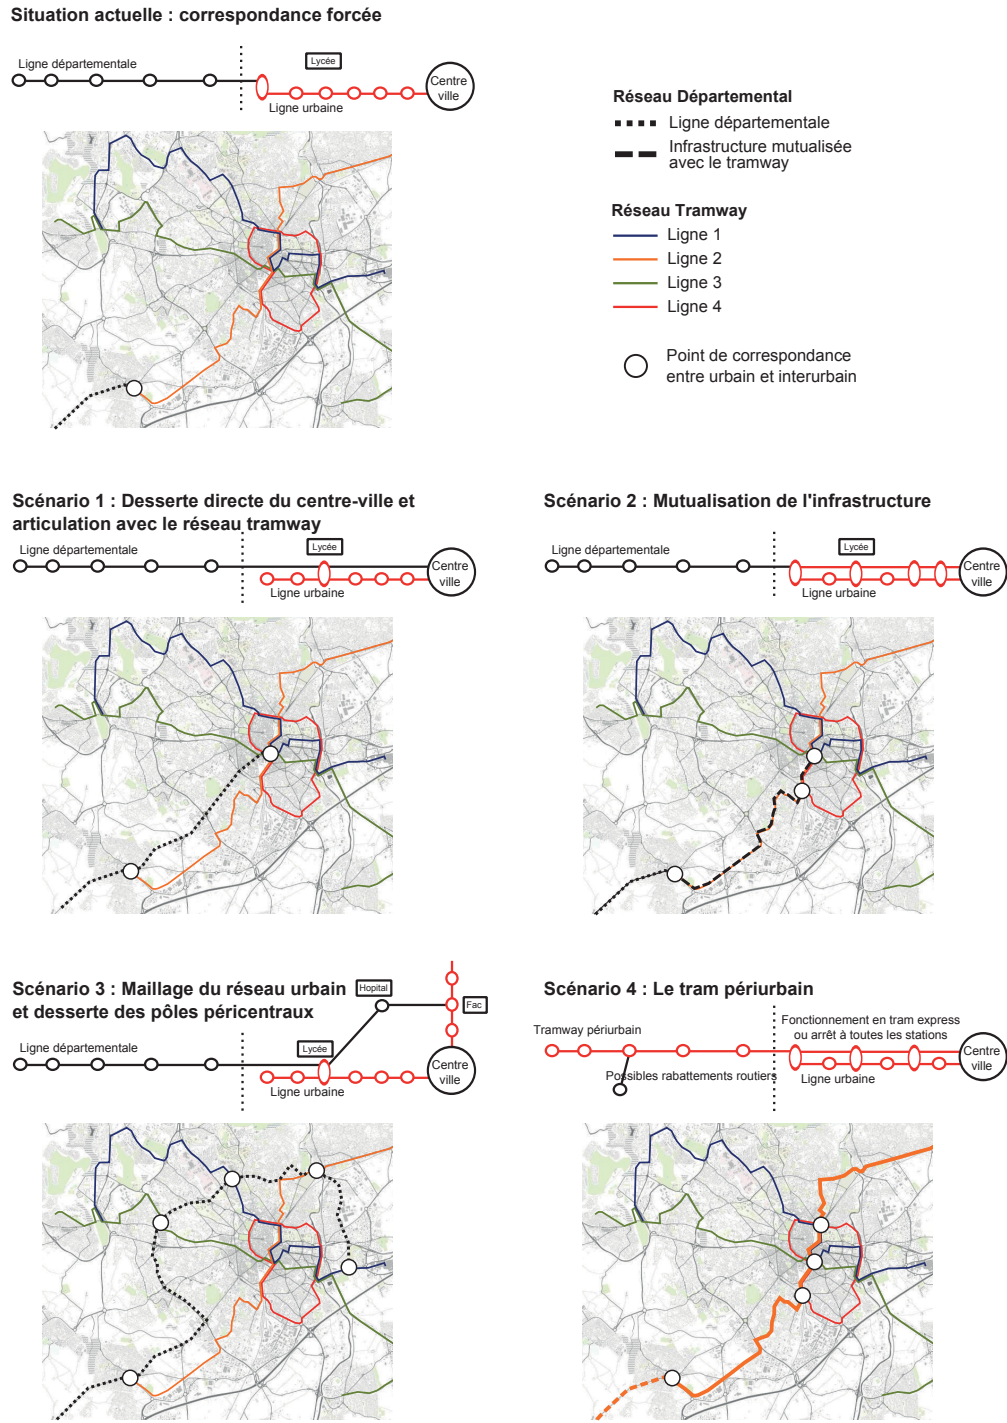 Situation actuelle : correspondance forcée
Ligne départementale
Lycée
Centre
ville
Ligne urbaine
Réseau Départemental
Ligne départementale
Infrastructure mutualisée
avec le tramway
Réseau Tramway
Ligne 1
Ligne 2
Ligne 3
Ligne 4
Point de correspondance
entre urbain et interurbain
Scénario 1 : Desserte directe du centre-ville et
articulation avec le réseau tramway
Ligne départementale
Lycée
Centre
ville
Ligne urbaine
Scénario 2 : Mutualisation de l'infrastructure
Ligne départementale
Lycée
Centre
ville
Ligne urbaine
Scénario 3 : Maillage du réseau urbain
et desserte des pôles péricentraux
Hopital
Fac
Ligne départementale
Lycée
Centre
ville
Ligne urbaine
Scénario 4 : Le tram périurbain
Tramway périurbain
Fonctionnement en tram express
ou arrêt à toutes les stations
Centre
ville
Possibles rabattements routiers
Ligne urbaine